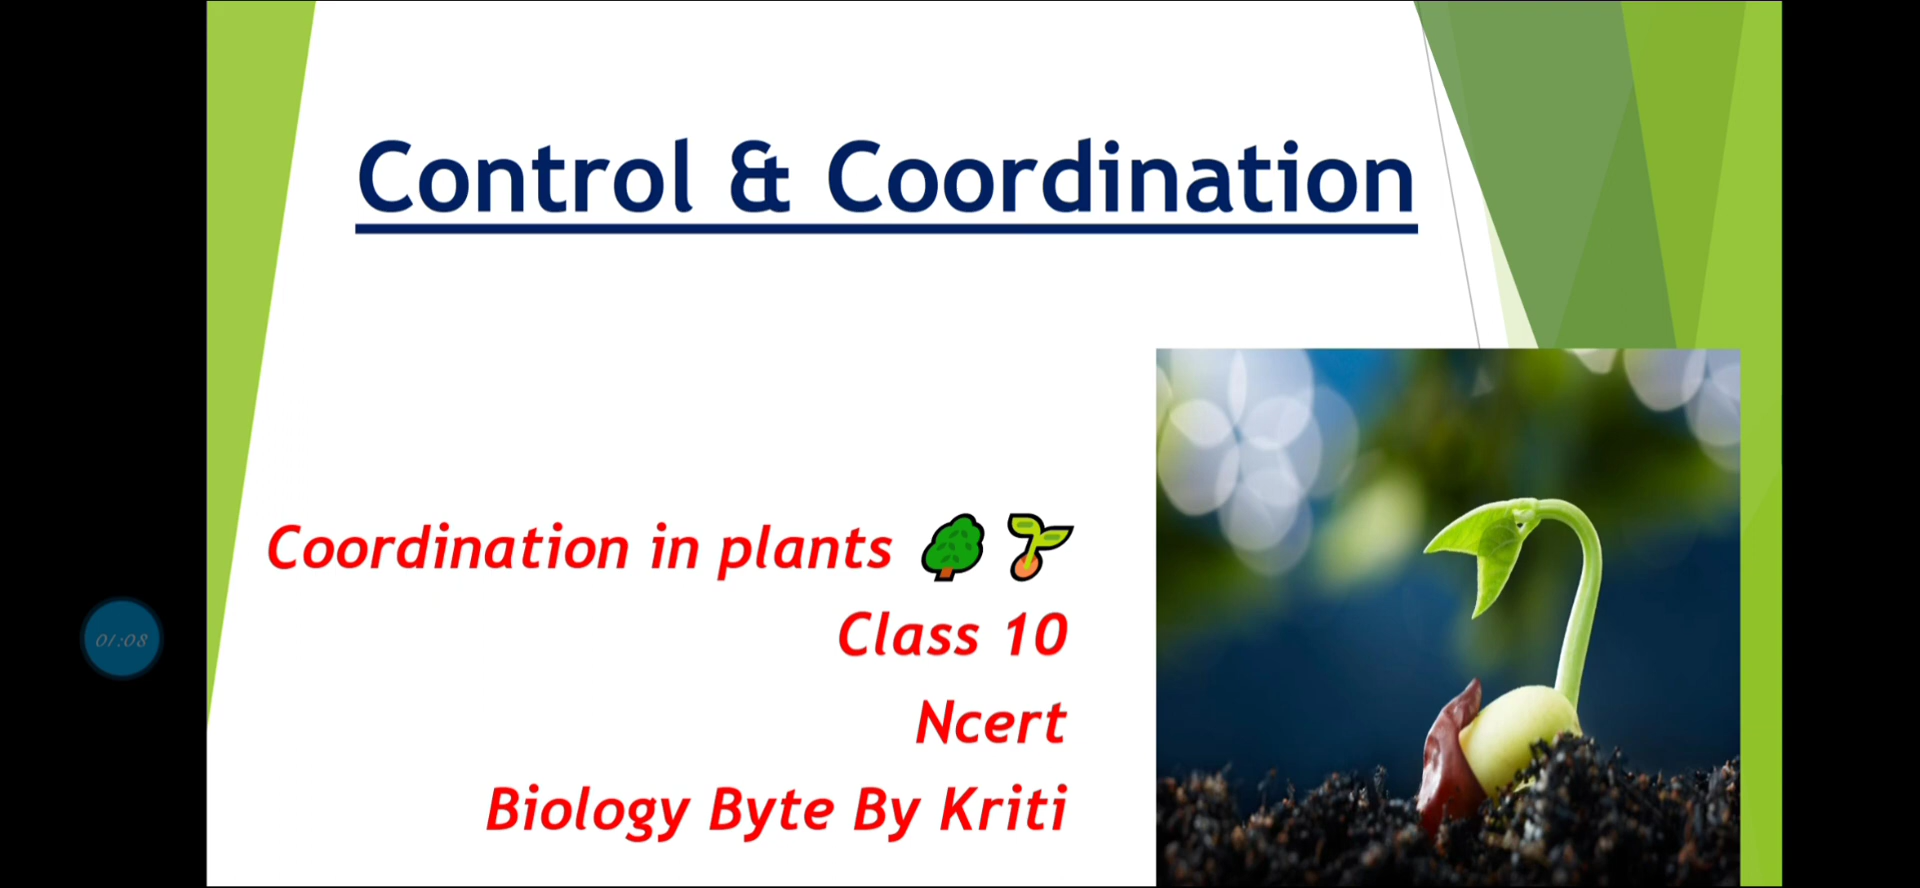 Control & Coordination
Coordination in plants
Class 10
Ncert
Biology Byte By Kriti
01:08